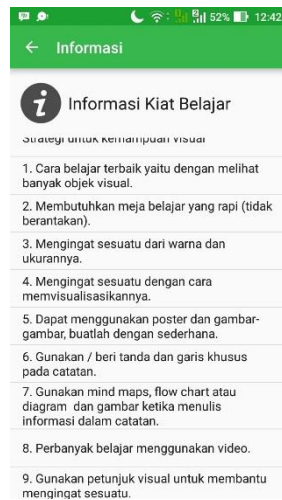 52% 12:42
Informasi
i Informasi Kiat Belajar
Strategi untuk kemampuan visual
1. Cara belajar terbaik yaitu dengan melihat
banyak objek visual.
2. Membutuhkan meja belajar yang rapi (tidak
berantakan).
3. Mengingat sesuatu dari warna dan
ukurannya.
4. Mengingat sesuatu dengan cara
memvisualisasikannya.
5. Dapat menggunakan poster dan gambar-
gambar, buatlah dengan sederhana.
6. Gunakan / beri tanda dan garis khusus
pada catatan.
7. Gunakan mind maps, flow chart atau
diagram dan gambar ketika menulis
informasi dalam catatan.
8. Perbanyak belajar menggunakan video.
9. Gunakan petunjuk visual untuk membantu
mengingat sesuatu.